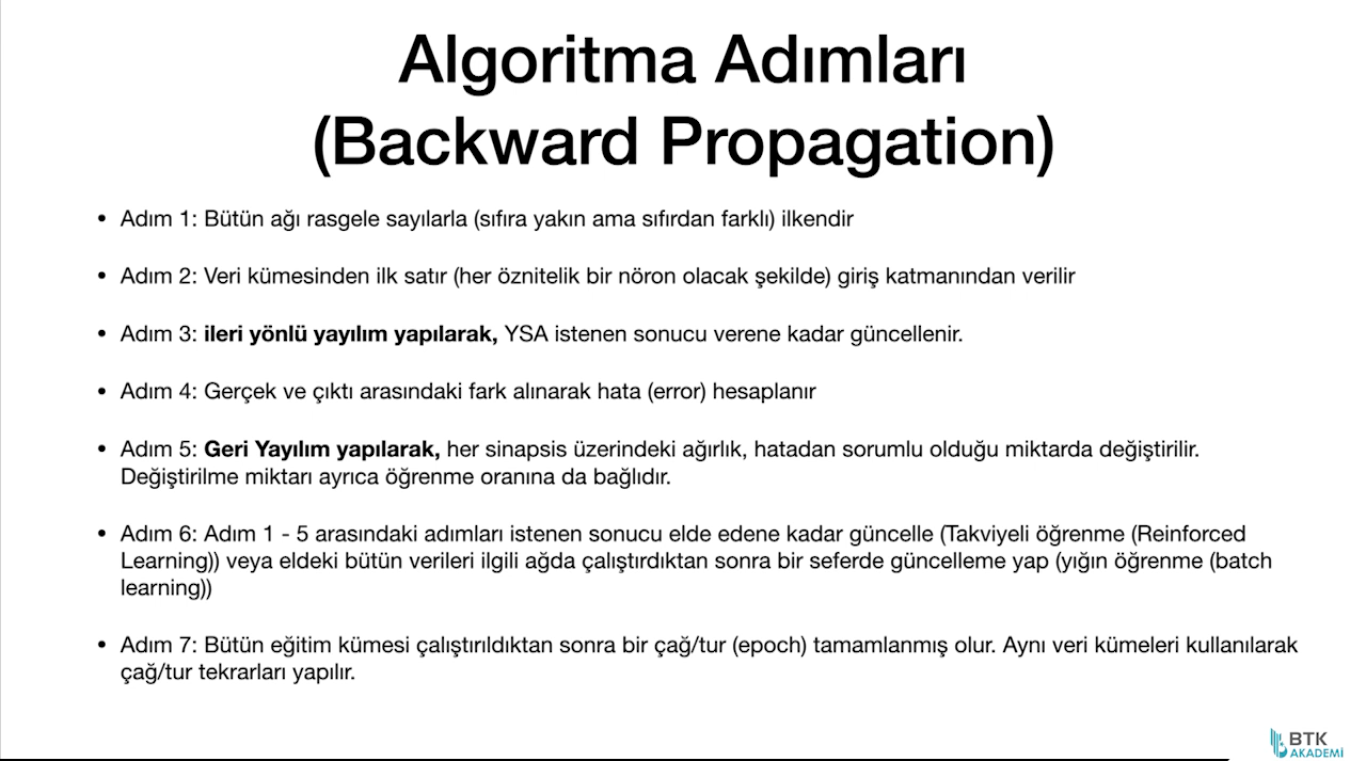 Algoritma Adımları
(Backward Propagation)
• Adım 1: Bütün ağı rasgele sayılarla (sıfıra yakın ama sıfırdan farklı) ilkendir
• Adım 2: Veri kümesinden ilk satır (her öznitelik bir nöron olacak şekilde) giriş katmanından verilir
• Adım 3: ileri yönlü yayılım yapılarak, YSA istenen sonucu verene kadar güncellenir.
• Adım 4: Gerçek ve çıktı arasındaki fark alınarak hata (error) hesaplanır
• Adım 5: Geri Yayılım yapılarak, her sinapsis üzerindeki ağırlık, hatadan sorumlu olduğu miktarda değiştirilir.
Değiştirilme miktarı ayrıca öğrenme oranına da bağlıdır.
• Adım 6: Adım 1 - 5 arasındaki adımları istenen sonucu elde edene kadar güncelle (Takviyeli öğrenme (Reinforced
Learning)) veya eldeki bütün verileri ilgili ağda çalıştırdıktan sonra bir seferde güncelleme yap (yığın öğrenme (batch
learning))
• Adım 7: Bütün eğitim kümesi çalıştırıldıktan sonra bir çağ/tur (epoch) tamamlanmış olur. Aynı veri kümeleri kullanılarak
çağ/tur tekrarları yapılır.
BTK
AKADEMİ